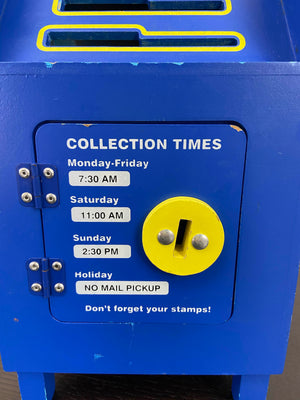 COLLECTION TIMES
Monday-Friday
7:30 AM
Saturday
11:00 AM
Sunday
2:30 PM
Holiday
NO MAIL PICKUP
Don't forget your stamps!